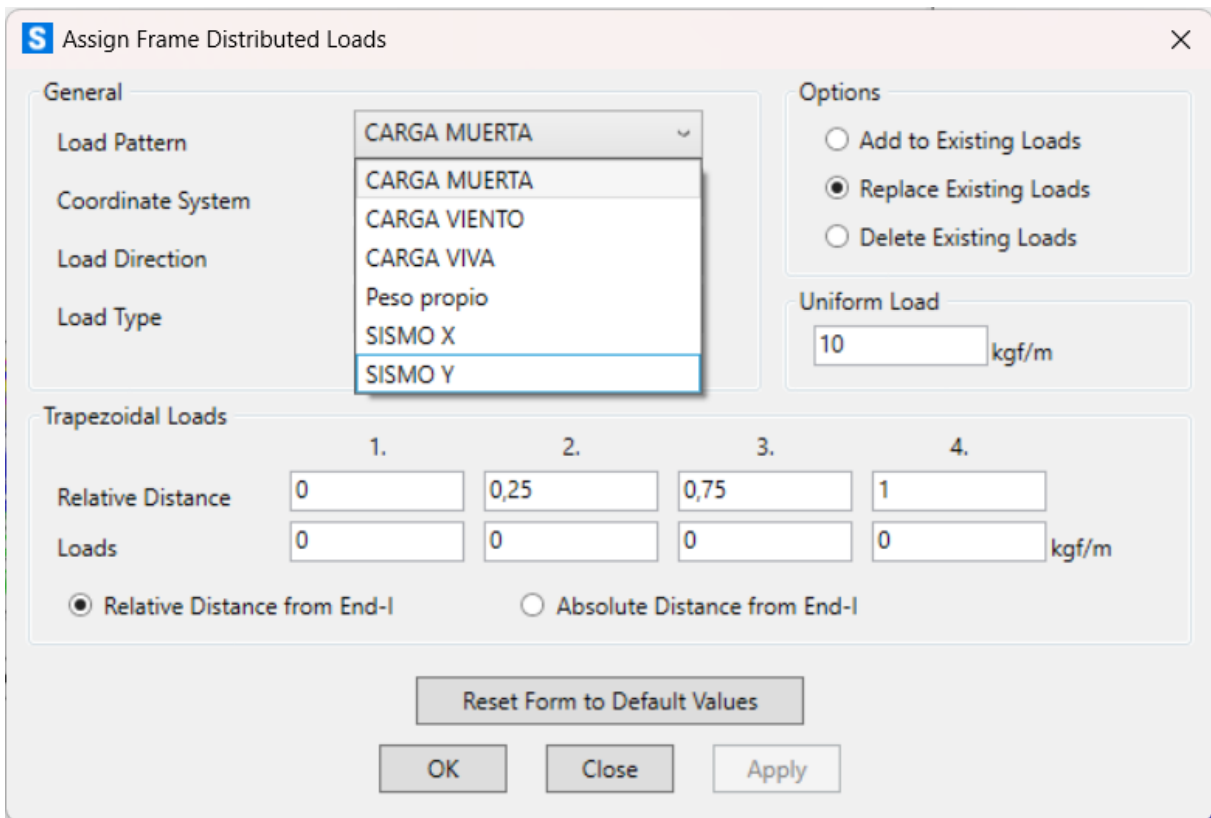 S Assign Frame Distributed Loads
General
Load Pattern
CARGA MUERTA
CARGA MUERTA
CARGA VIENTO
CARGA VIVA
Peso propio
SISMO X
SISMO Y
Coordinate System
Load Direction
Load Type
Options
Add to Existing Loads
Replace Existing Loads
Delete Existing Loads
Uniform Load
10 kgf/m
Trapezoidal Loads
1. 2. 3. 4.
Relative Distance 0 0,25 0,75 1
Loads 0 0 0 0 kgf/m
Relative Distance from End-I Absolute Distance from End-I
Reset Form to Default Values
OK Close Apply